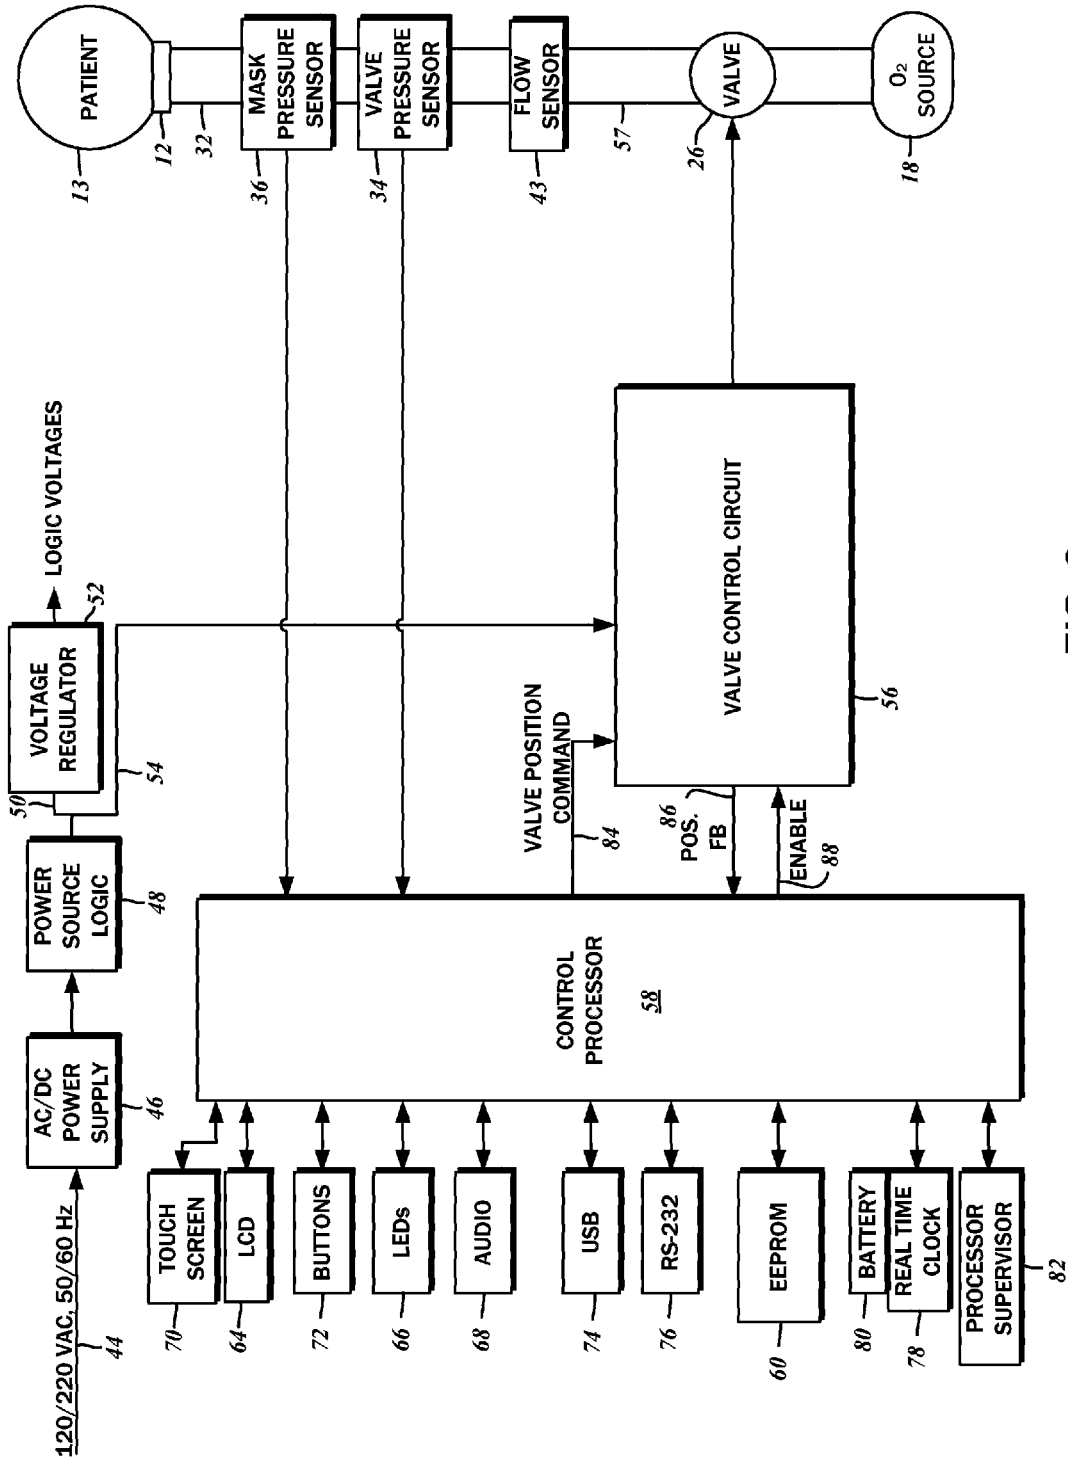 120/220 VAC, 50/60 Hz
44
AC/DC
POWER
SUPPLY
46
POWER
SOURCE
LOGIC
48
50
VOLTAGE
REGULATOR
52
LOGIC VOLTAGES
54
PATIENT
13
12
32
MASK
PRESSURE
SENSOR
36
VALVE
PRESSURE
SENSOR
34
FLOW
SENSOR
43
57
VALVE
26
O₂
SOURCE
18
TOUCH
SCREEN
70
LCD
64
BUTTONS
72
LEDs
66
AUDIO
68
USB
74
RS-232
76
EEPROM
60
BATTERY
80
REAL TIME
CLOCK
78
PROCESSOR
SUPERVISOR
82
CONTROL
PROCESSOR
58
VALVE POSITION
COMMAND
84
86
POS.
FB
ENABLE
88
VALVE CONTROL CIRCUIT
56